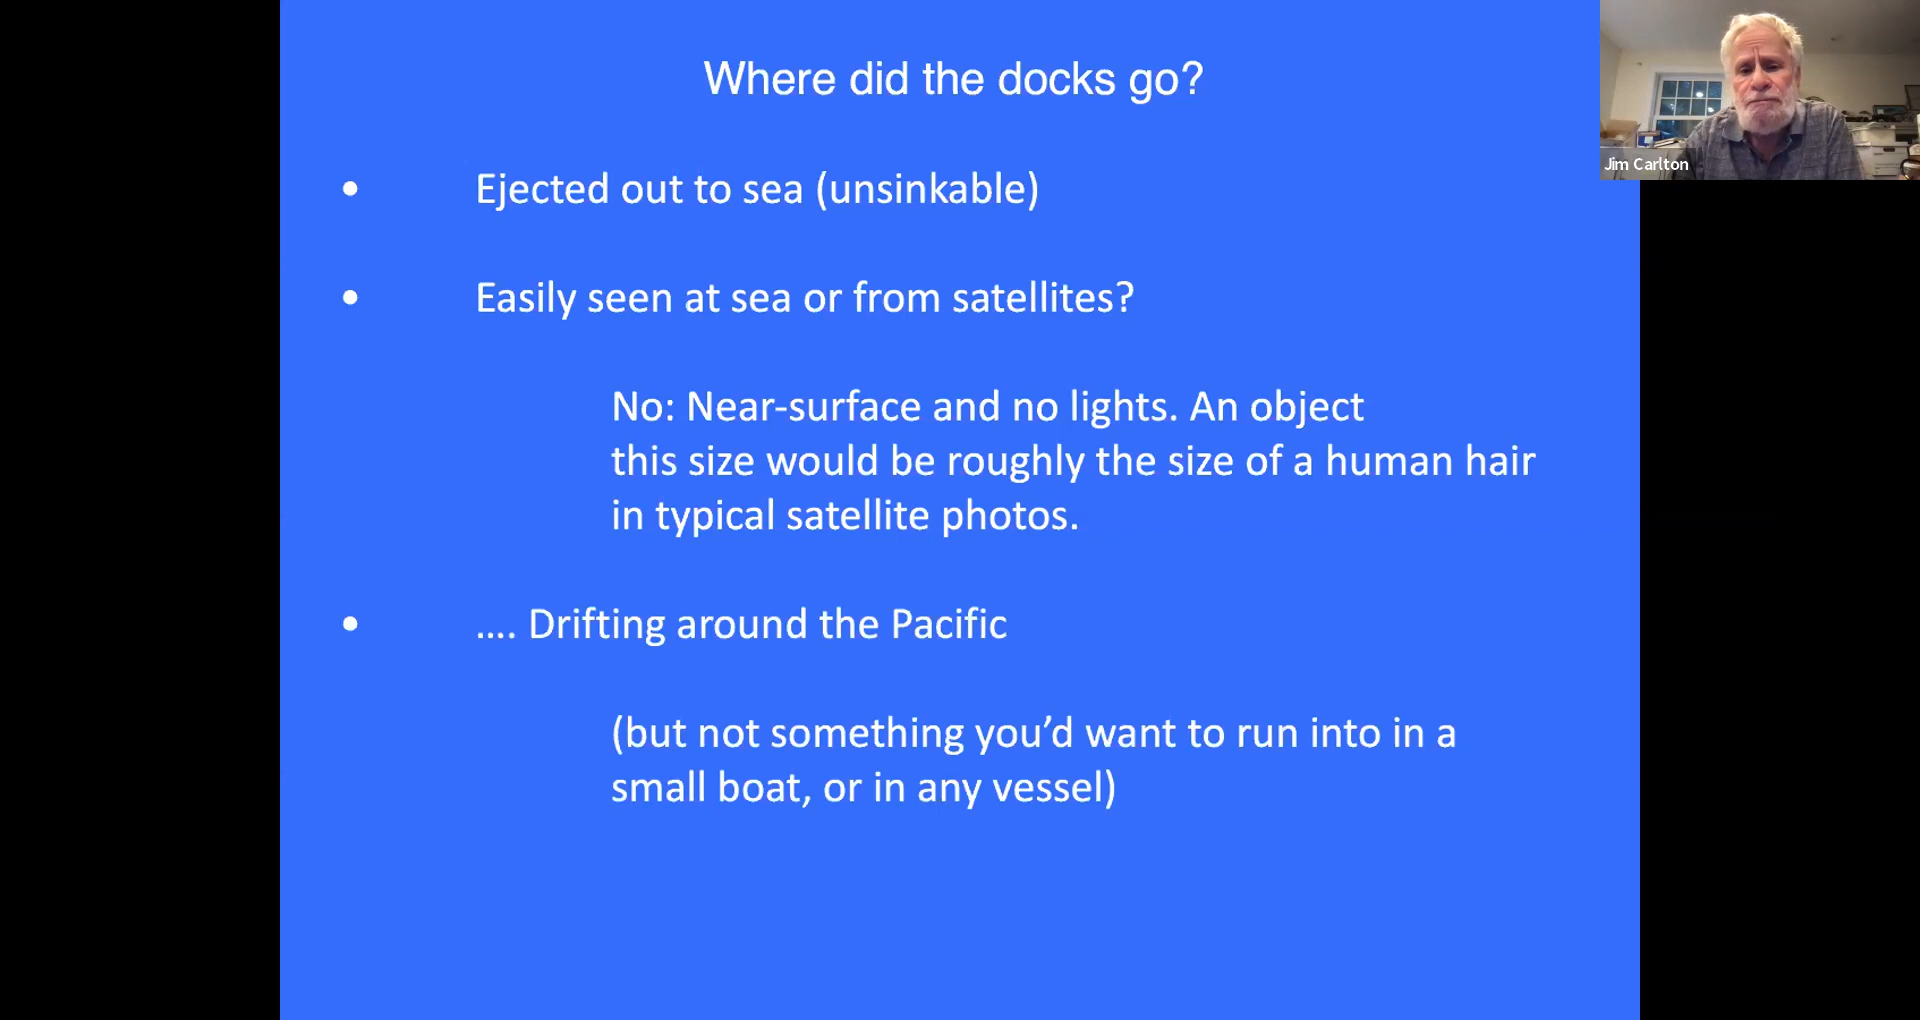 Where did the docks go?
• Ejected out to sea (unsinkable)
• Easily seen at sea or from satellites?
No: Near-surface and no lights. An object
this size would be roughly the size of a human hair
in typical satellite photos.
• .... Drifting around the Pacific
(but not something you’d want to run into in a
small boat, or in any vessel)
Jim Carlton